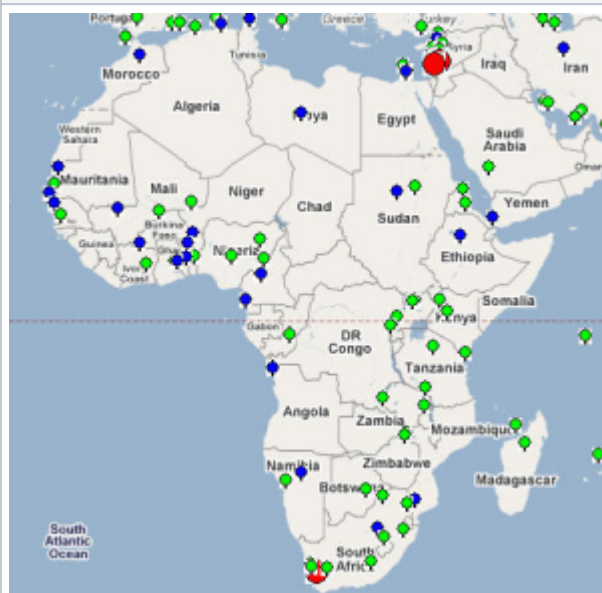 Portug
Greece
Turkey
Syria
Tunisia
Iraq
Iran
Morocco
Algeria
Egypt
Western
Sahara
Saudi
Arabia
Oman
Mauritania
Mali
Niger
Chad
Sudan
Yemen
Burkina
Faso
Guinea
Nigeria
Ethiopia
Ivory
Coast
Somalia
Gabon
DR
Congo
Kenya
Tanzania
Angola
Zambia
Mozambique
Zimbabwe
Namibia
Botswana
Madagascar
South
Atlantic
Ocean
South
Africa